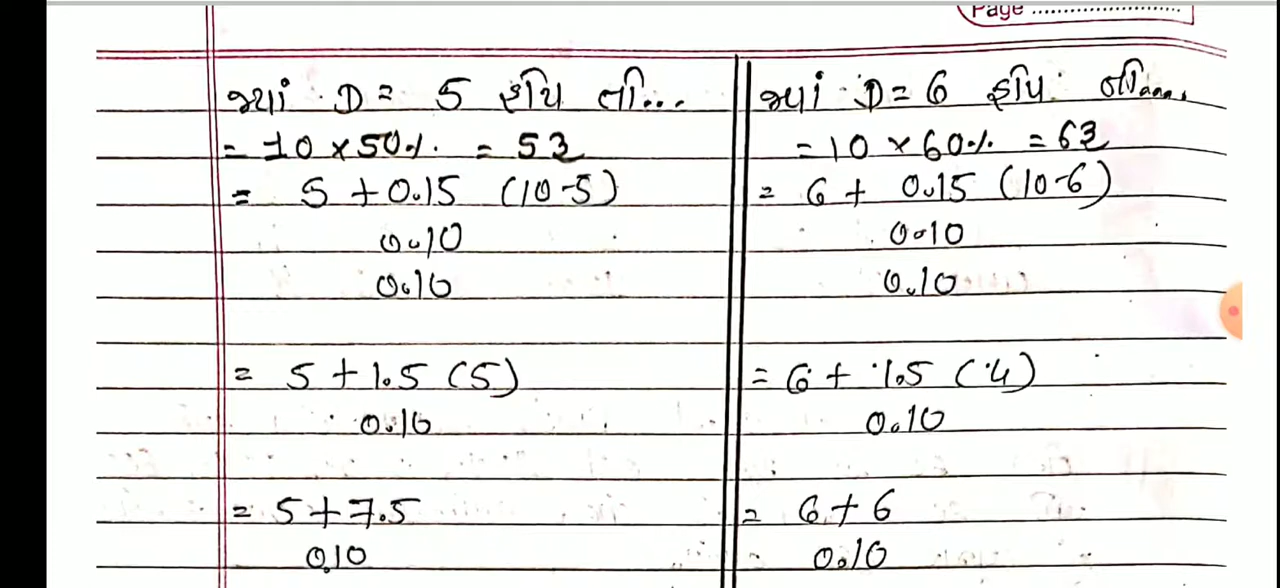 Page ..............................
જ્યાં D = 5 હોય તો...
= 10 x 50% = 5રૂ
= 5 + 0.15 (10-5)
0.10
0.10
= 5 + 1.5 (5)
0.10
= 5 + 7.5
0.10
જ્યાં D = 6 હોય તો....
= 10 x 60% = 6રૂ
= 6 + 0.15 (10-6)
0.10
0.10
= 6 + 1.5 (4)
0.10
= 6 + 6
0.10